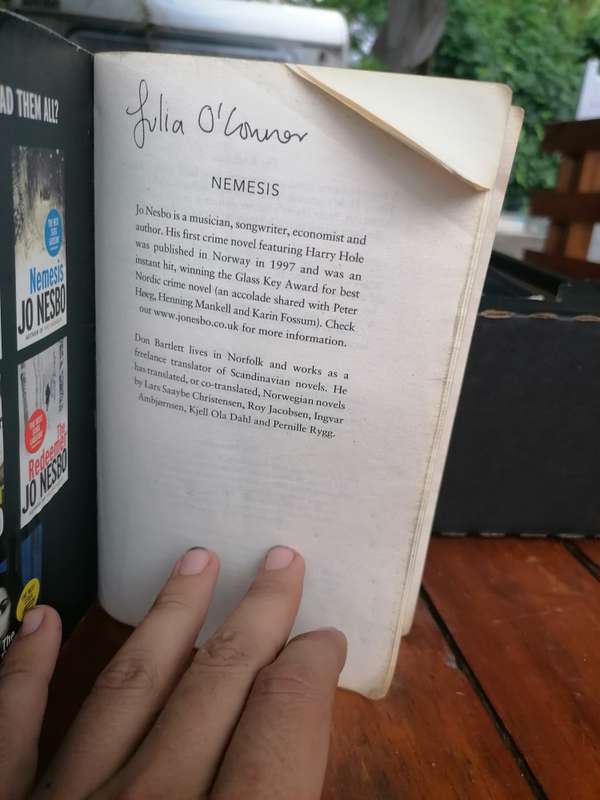 AD THEM ALL?
Nemesis
JO NESBO
The
Redeemer
JO NESBO
The
Julia O'Connor
NEMESIS
Jo Nesbo is a musician, songwriter, economist and
author. His first crime novel featuring Harry Hole
was published in Norway in 1997 and was an
instant hit, winning the Glass Key Award for best
Nordic crime novel (an accolade shared with Peter
Høeg, Henning Mankell and Karin Fossum). Check
out www.jonesbo.co.uk for more information.
Don Bartlett lives in Norfolk and works as a
freelance translator of Scandinavian novels. He
has translated, or co-translated, Norwegian novels
by Lars Saaybe Christensen, Roy Jacobsen, Ingvar
Ambjørnsen, Kjell Ola Dahl and Pernille Rygg.